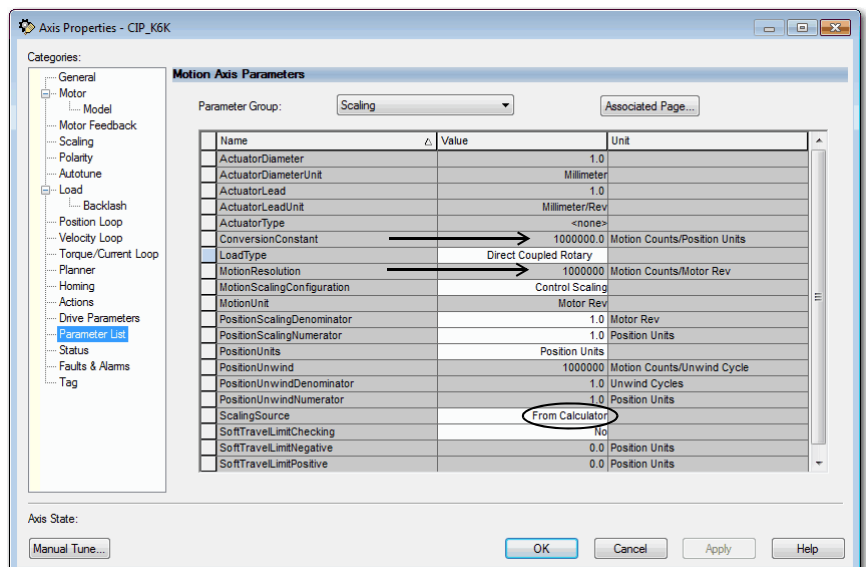 Axis Properties - CIP_K6K
Categories:
General
Motor
Model
Motor Feedback
Scaling
Polarity
Autotune
Load
Backlash
Position Loop
Velocity Loop
Torque/Current Loop
Planner
Homing
Actions
Drive Parameters
Parameter List
Status
Faults & Alarms
Tag
Motion Axis Parameters
Parameter Group: Scaling Associated Page...
Name Value Unit
ActuatorDiameter 1.0
ActuatorDiameterUnit Millimeter
ActuatorLead 1.0
ActuatorLeadUnit Millimeter/Rev
ActuatorType <none>
ConversionConstant 1000000.0 Motion Counts/Position Units
LoadType Direct Coupled Rotary
MotionResolution 1000000 Motion Counts/Motor Rev
MotionScalingConfiguration Control Scaling
MotionUnit Motor Rev
PositionScalingDenominator 1.0 Motor Rev
PositionScalingNumerator 1.0 Position Units
PositionUnits Position Units
PositionUnwind 1000000 Motion Counts/Unwind Cycle
PositionUnwindDenominator 1.0 Unwind Cycles
PositionUnwindNumerator 1.0 Position Units
ScalingSource From Calculator
SoftTravelLimitChecking No
SoftTravelLimitNegative 0.0 Position Units
SoftTravelLimitPositive 0.0 Position Units
Axis State:
Manual Tune... OK Cancel Apply Help